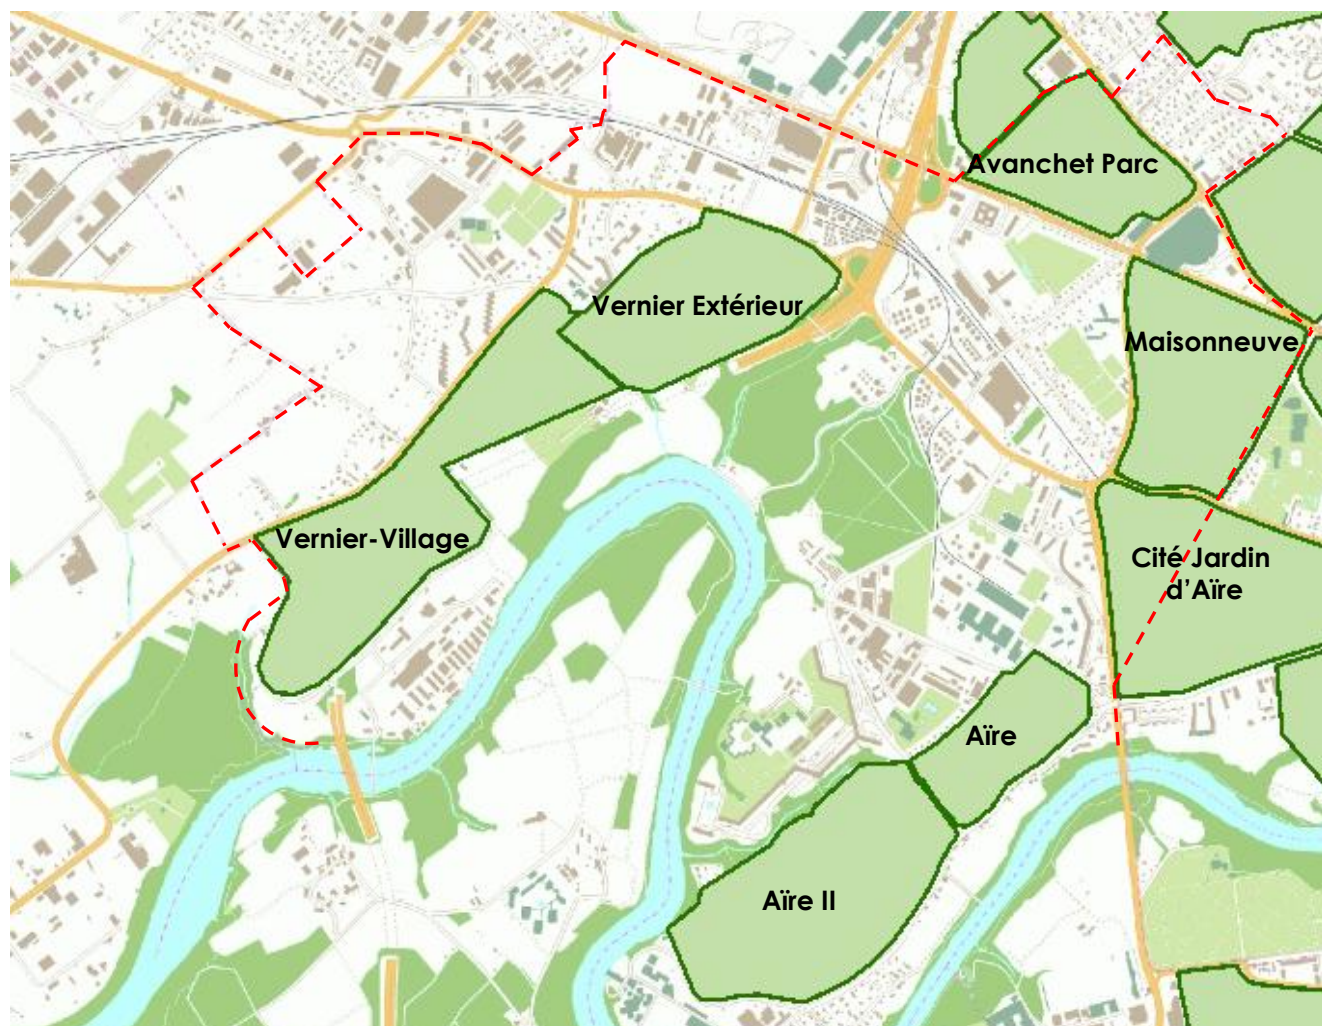 Avanchet Parc
Vernier Extérieur
Maisonneuve
Vernier-Village
Cité Jardin
d'Aïre
Aïre
Aïre II